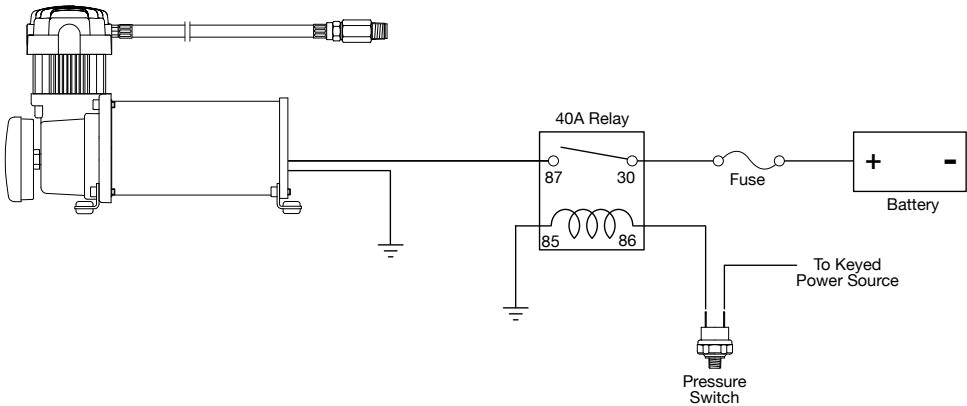 40A Relay
87
30
Fuse
+
-
Battery
85
86
To Keyed
Power Source
Pressure
Switch